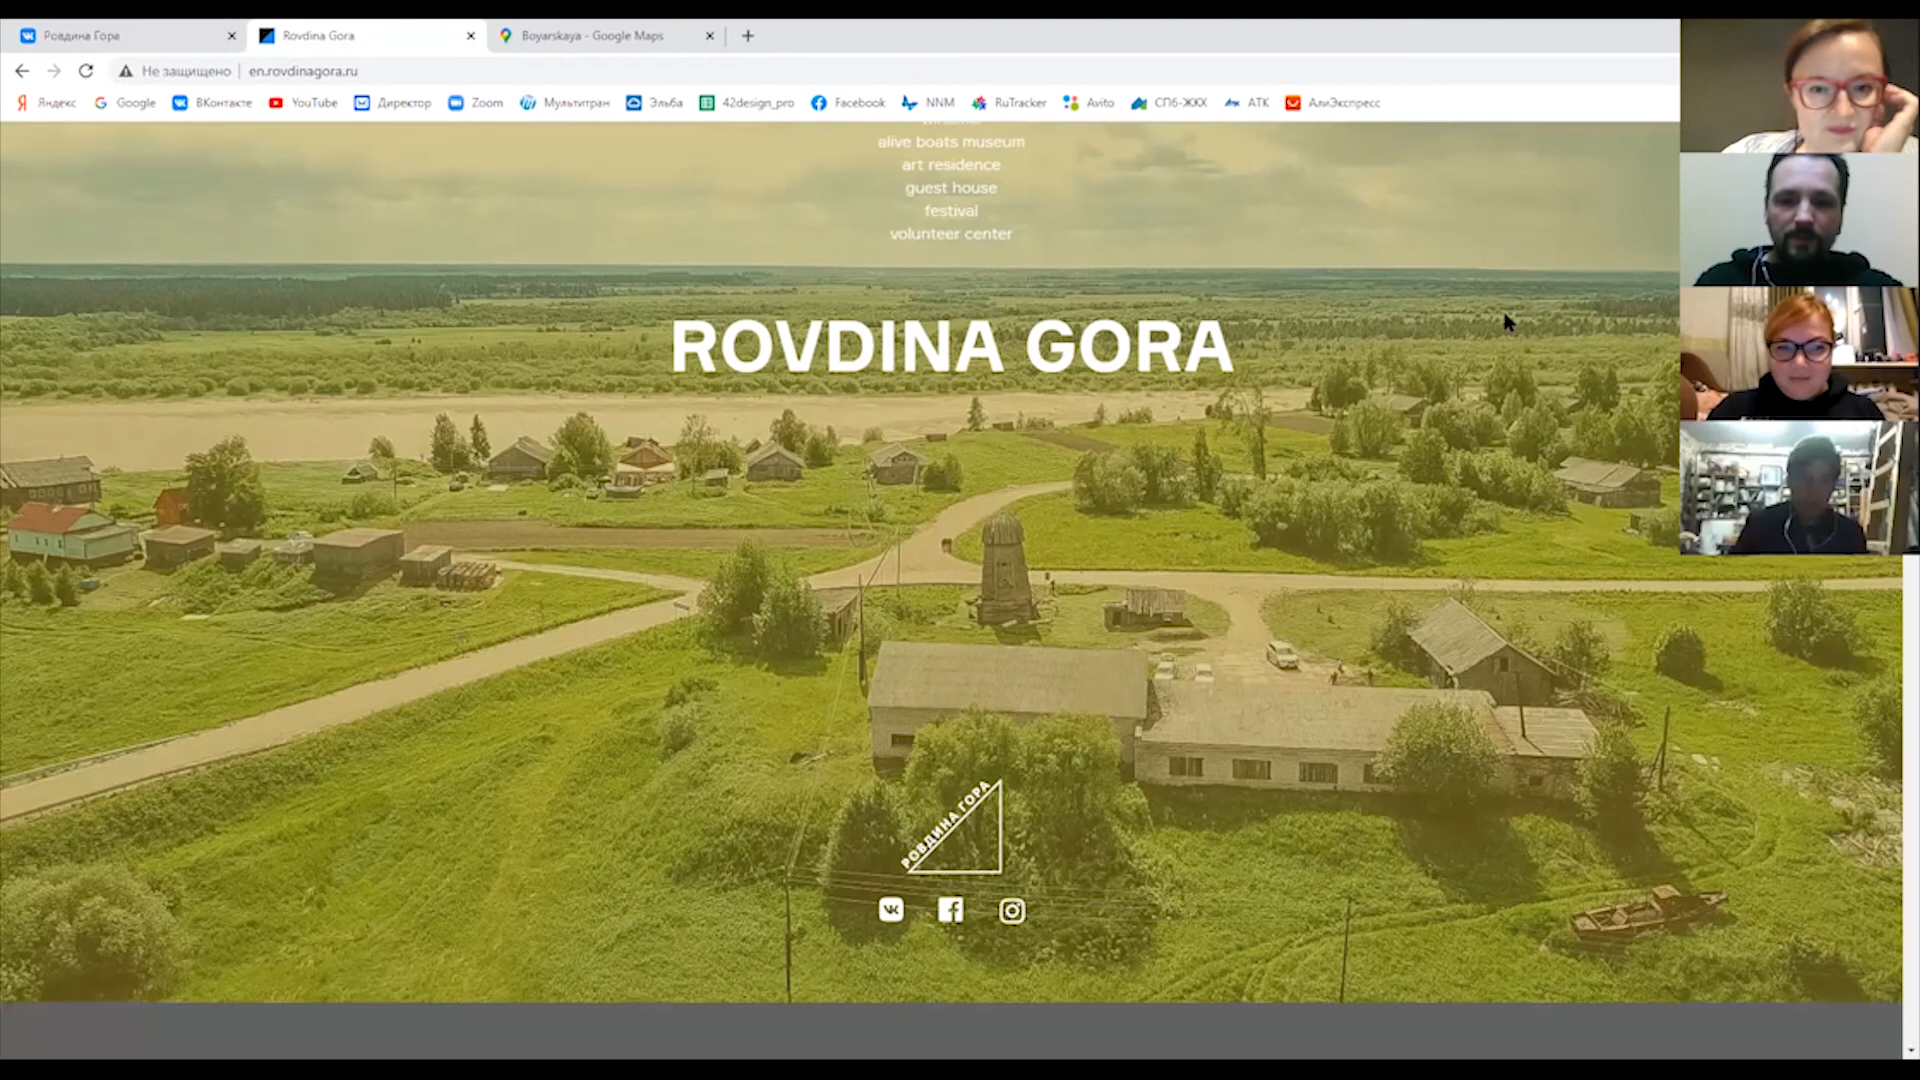 Ровдина Горе
Rovdina Gora
Boyarskaya - Google Maps
Не защищено
en.rovdinagora.ru
Яндекс
Google
ВКонтакте
YouTube
Директор
Zoom
Мультитран
Эльба
42design_pro
Facebook
NNM
RuTracker
Avito
СПб-ЖКХ
АТК
АлиЭкспресс
alive boats museum
art residence
guest house
festival
volunteer center
ROVDINA GORA
РОВДИНА ГОРА